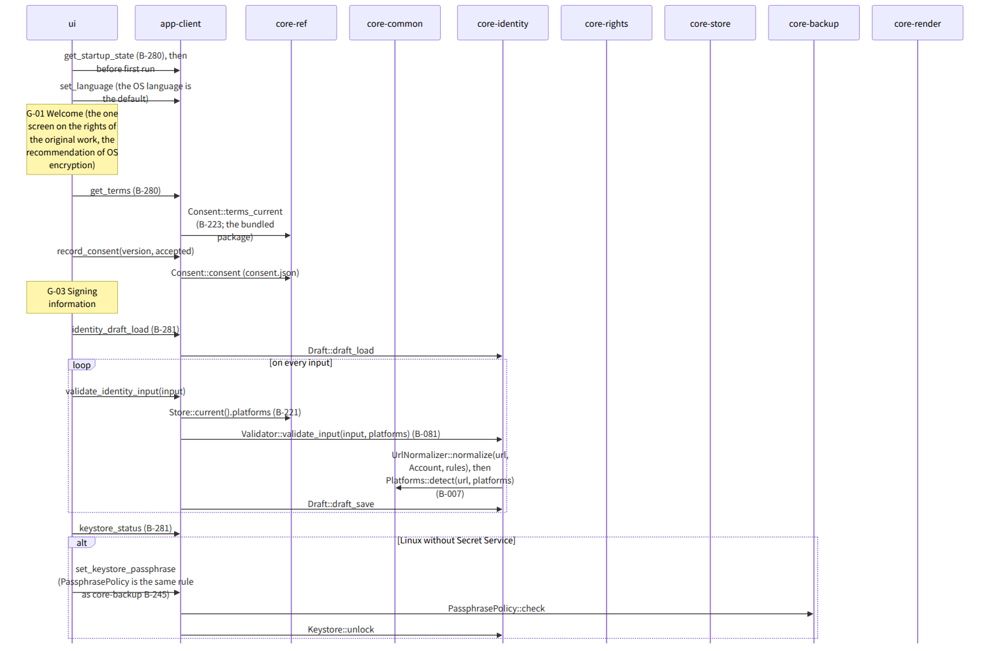 ui
app-client
core-ref
core-common
core-identity
core-rights
core-store
core-backup
core-render
get_startup_state (B-280), then
before first run
set_language (the OS language is
the default)
G-01 Welcome (the one
screen on the rights of
the original work, the
recommendation of OS
encryption)
get_terms (B-280)
Consent::terms_current
(B-223; the bundled
package)
record_consent(version, accepted)
Consent::consent (consent.json)
G-03 Signing
information
identity_draft_load (B-281)
Draft::draft_load
loop
[on every input]
validate_identity_input(input)
Store::current().platforms (B-221)
Validator::validate_input(input, platforms) (B-081)
UrlNormalizer::normalize(url,
Account, rules), then
Platforms::detect(url, platforms)
(B-007)
Draft::draft_save
keystore_status (B-281)
alt
[Linux without Secret Service]
set_keystore_passphrase
(PassphrasePolicy is the same rule
as core-backup B-245)
PassphrasePolicy::check
Keystore::unlock